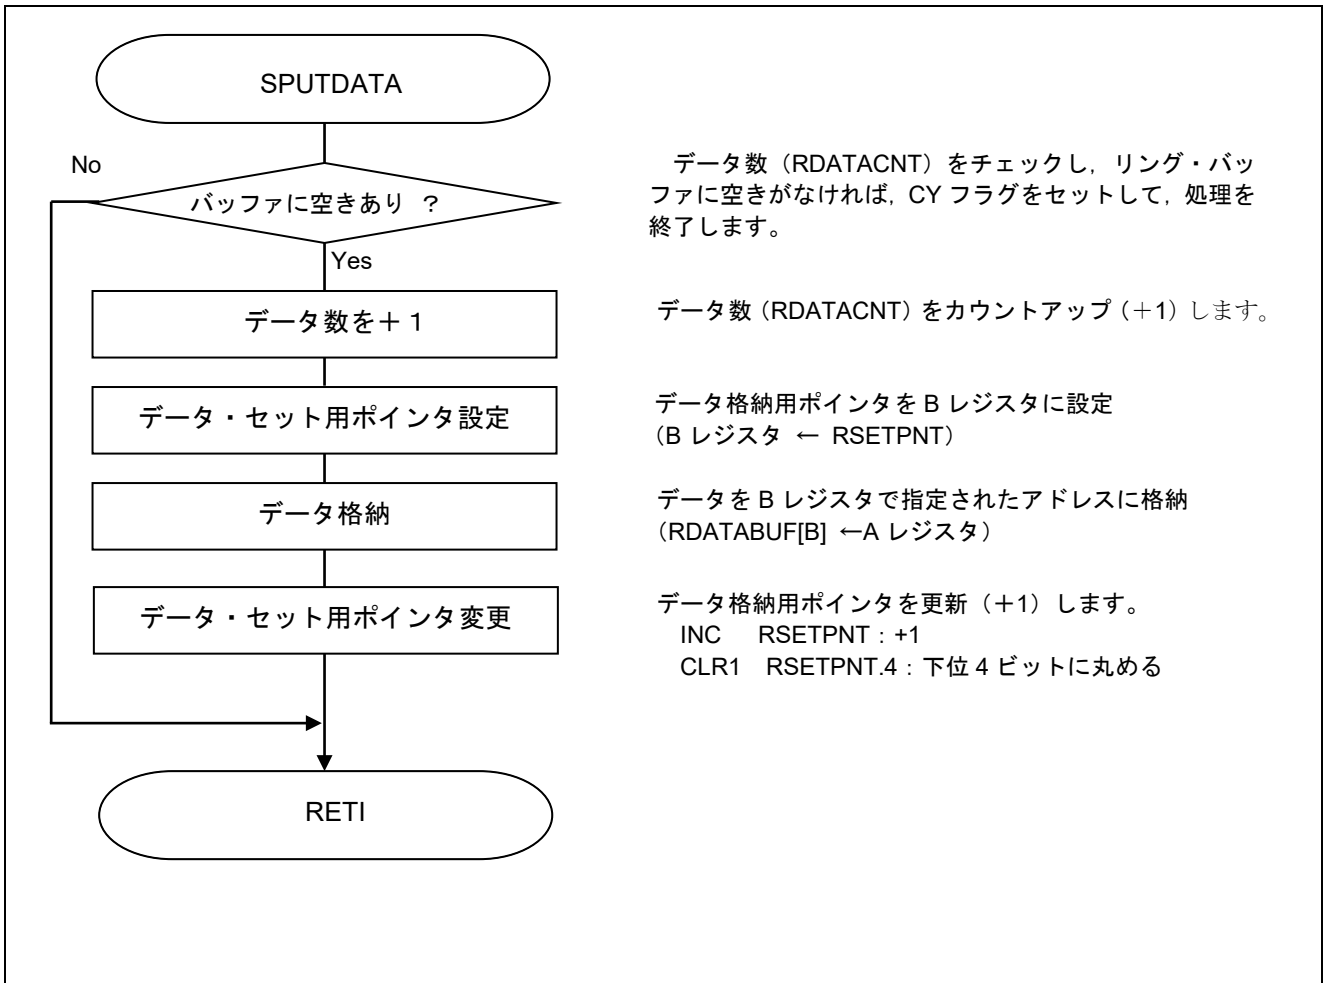 SPUTDATA
No
バッファに空きあり ?
Yes
データ数を+1
データ・セット用ポインタ設定
データ格納
データ・セット用ポインタ変更
RETI
データ数（RDATACNT）をチェックし，リング・バッ
ファに空きがなければ，CY フラグをセットして，処理を
終了します。
データ数（RDATACNT）をカウントアップ（＋1）します。
データ格納用ポインタを B レジスタに設定
（B レジスタ ← RSETPNT）
データを B レジスタで指定されたアドレスに格納
（RDATABUF[B] ←A レジスタ）
データ格納用ポインタを更新（＋1）します。
INC RSETPNT：+1
CLR1 RSETPNT.4：下位 4 ビットに丸める